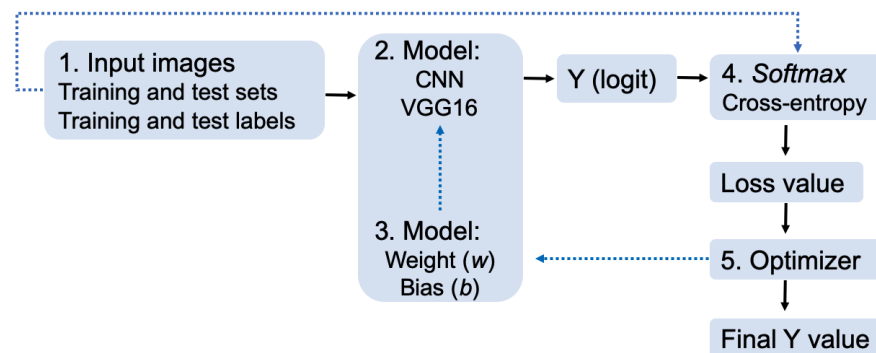 1. Input images
Training and test sets
Training and test labels
2. Model:
CNN
VGG16
3. Model:
Weight (w)
Bias (b)
Y (logit)
4. Softmax
Cross-entropy
Loss value
5. Optimizer
Final Y value